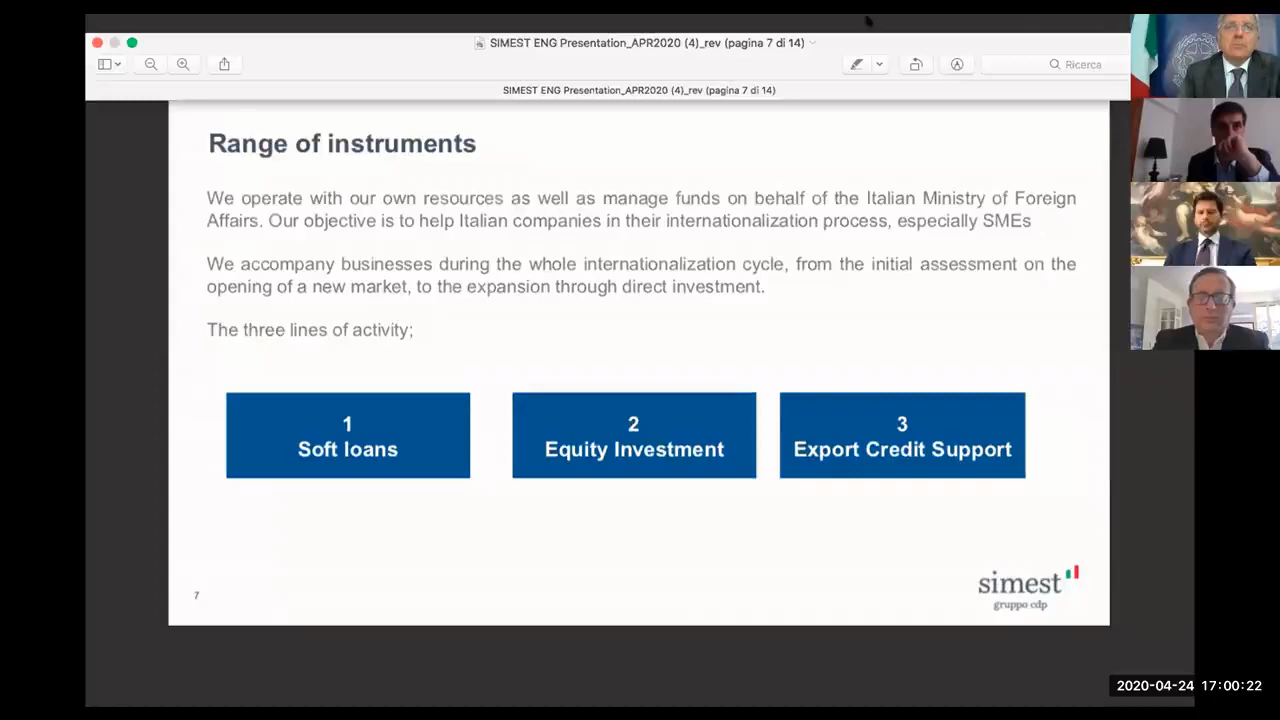 SIMEST ENG Presentation_APR2020 (4)_rev (pagina 7 di 14)
Ricerca
SIMEST ENG Presentation_APR2020 (4)_rev (pagina 7 di 14)
Range of instruments
We operate with our own resources as well as manage funds on behalf of the Italian Ministry of Foreign
Affairs. Our objective is to help Italian companies in their internationalization process, especially SMEs
We accompany businesses during the whole internationalization cycle, from the initial assessment on the
opening of a new market, to the expansion through direct investment.
The three lines of activity;
1
Soft loans
2
Equity Investment
3
Export Credit Support
7
simest
gruppo cdp
2020-04-24 17:00:22